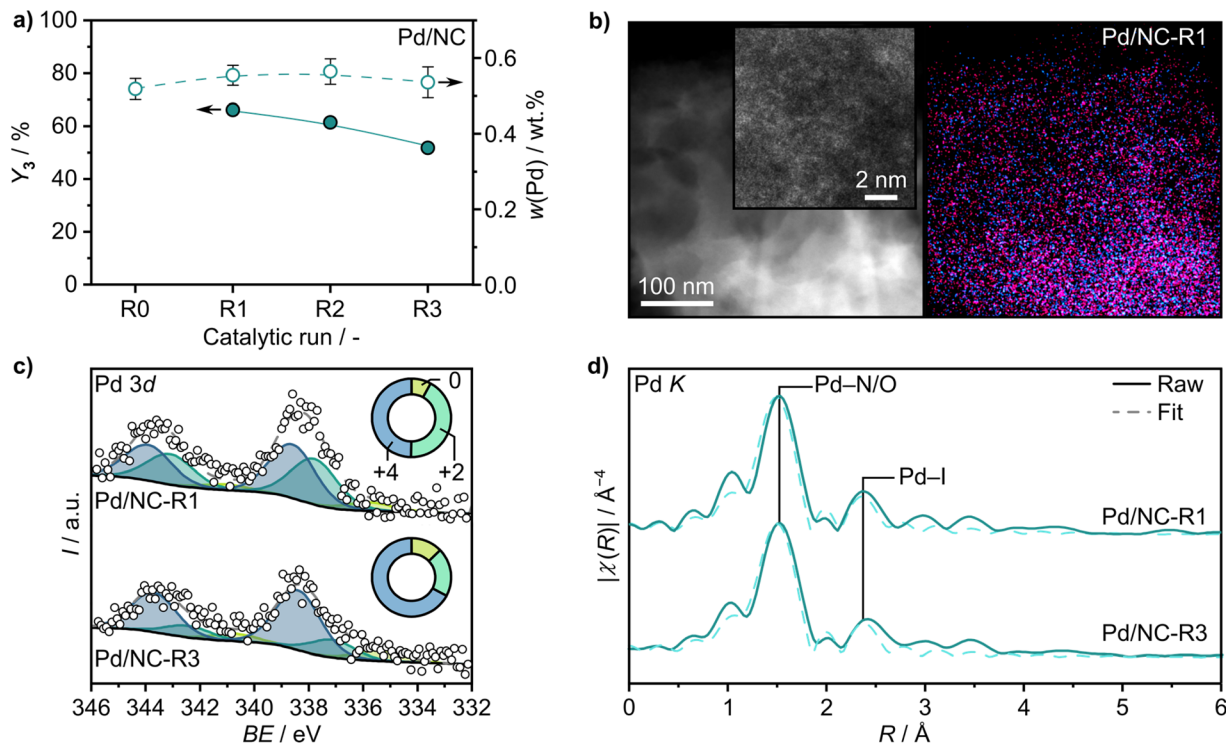 a)
Pd/NC
100
80
60
40
20
0
Y3 / %
0.6
0.4
0.2
0.0
w(Pd) / wt.%
R0 R1 R2 R3
Catalytic run / -
b)
Pd/NC-R1
2 nm
100 nm
c)
Pd 3d
0
+4 +2
Pd/NC-R1
Pd/NC-R3
I / a.u.
346 344 342 340 338 336 334 332
BE / eV
d)
Pd K
Pd–N/O
Raw
Fit
Pd–I
Pd/NC-R1
Pd/NC-R3
|χ(R)| / Å⁻⁴
0 1 2 3 4 5 6
R / Å